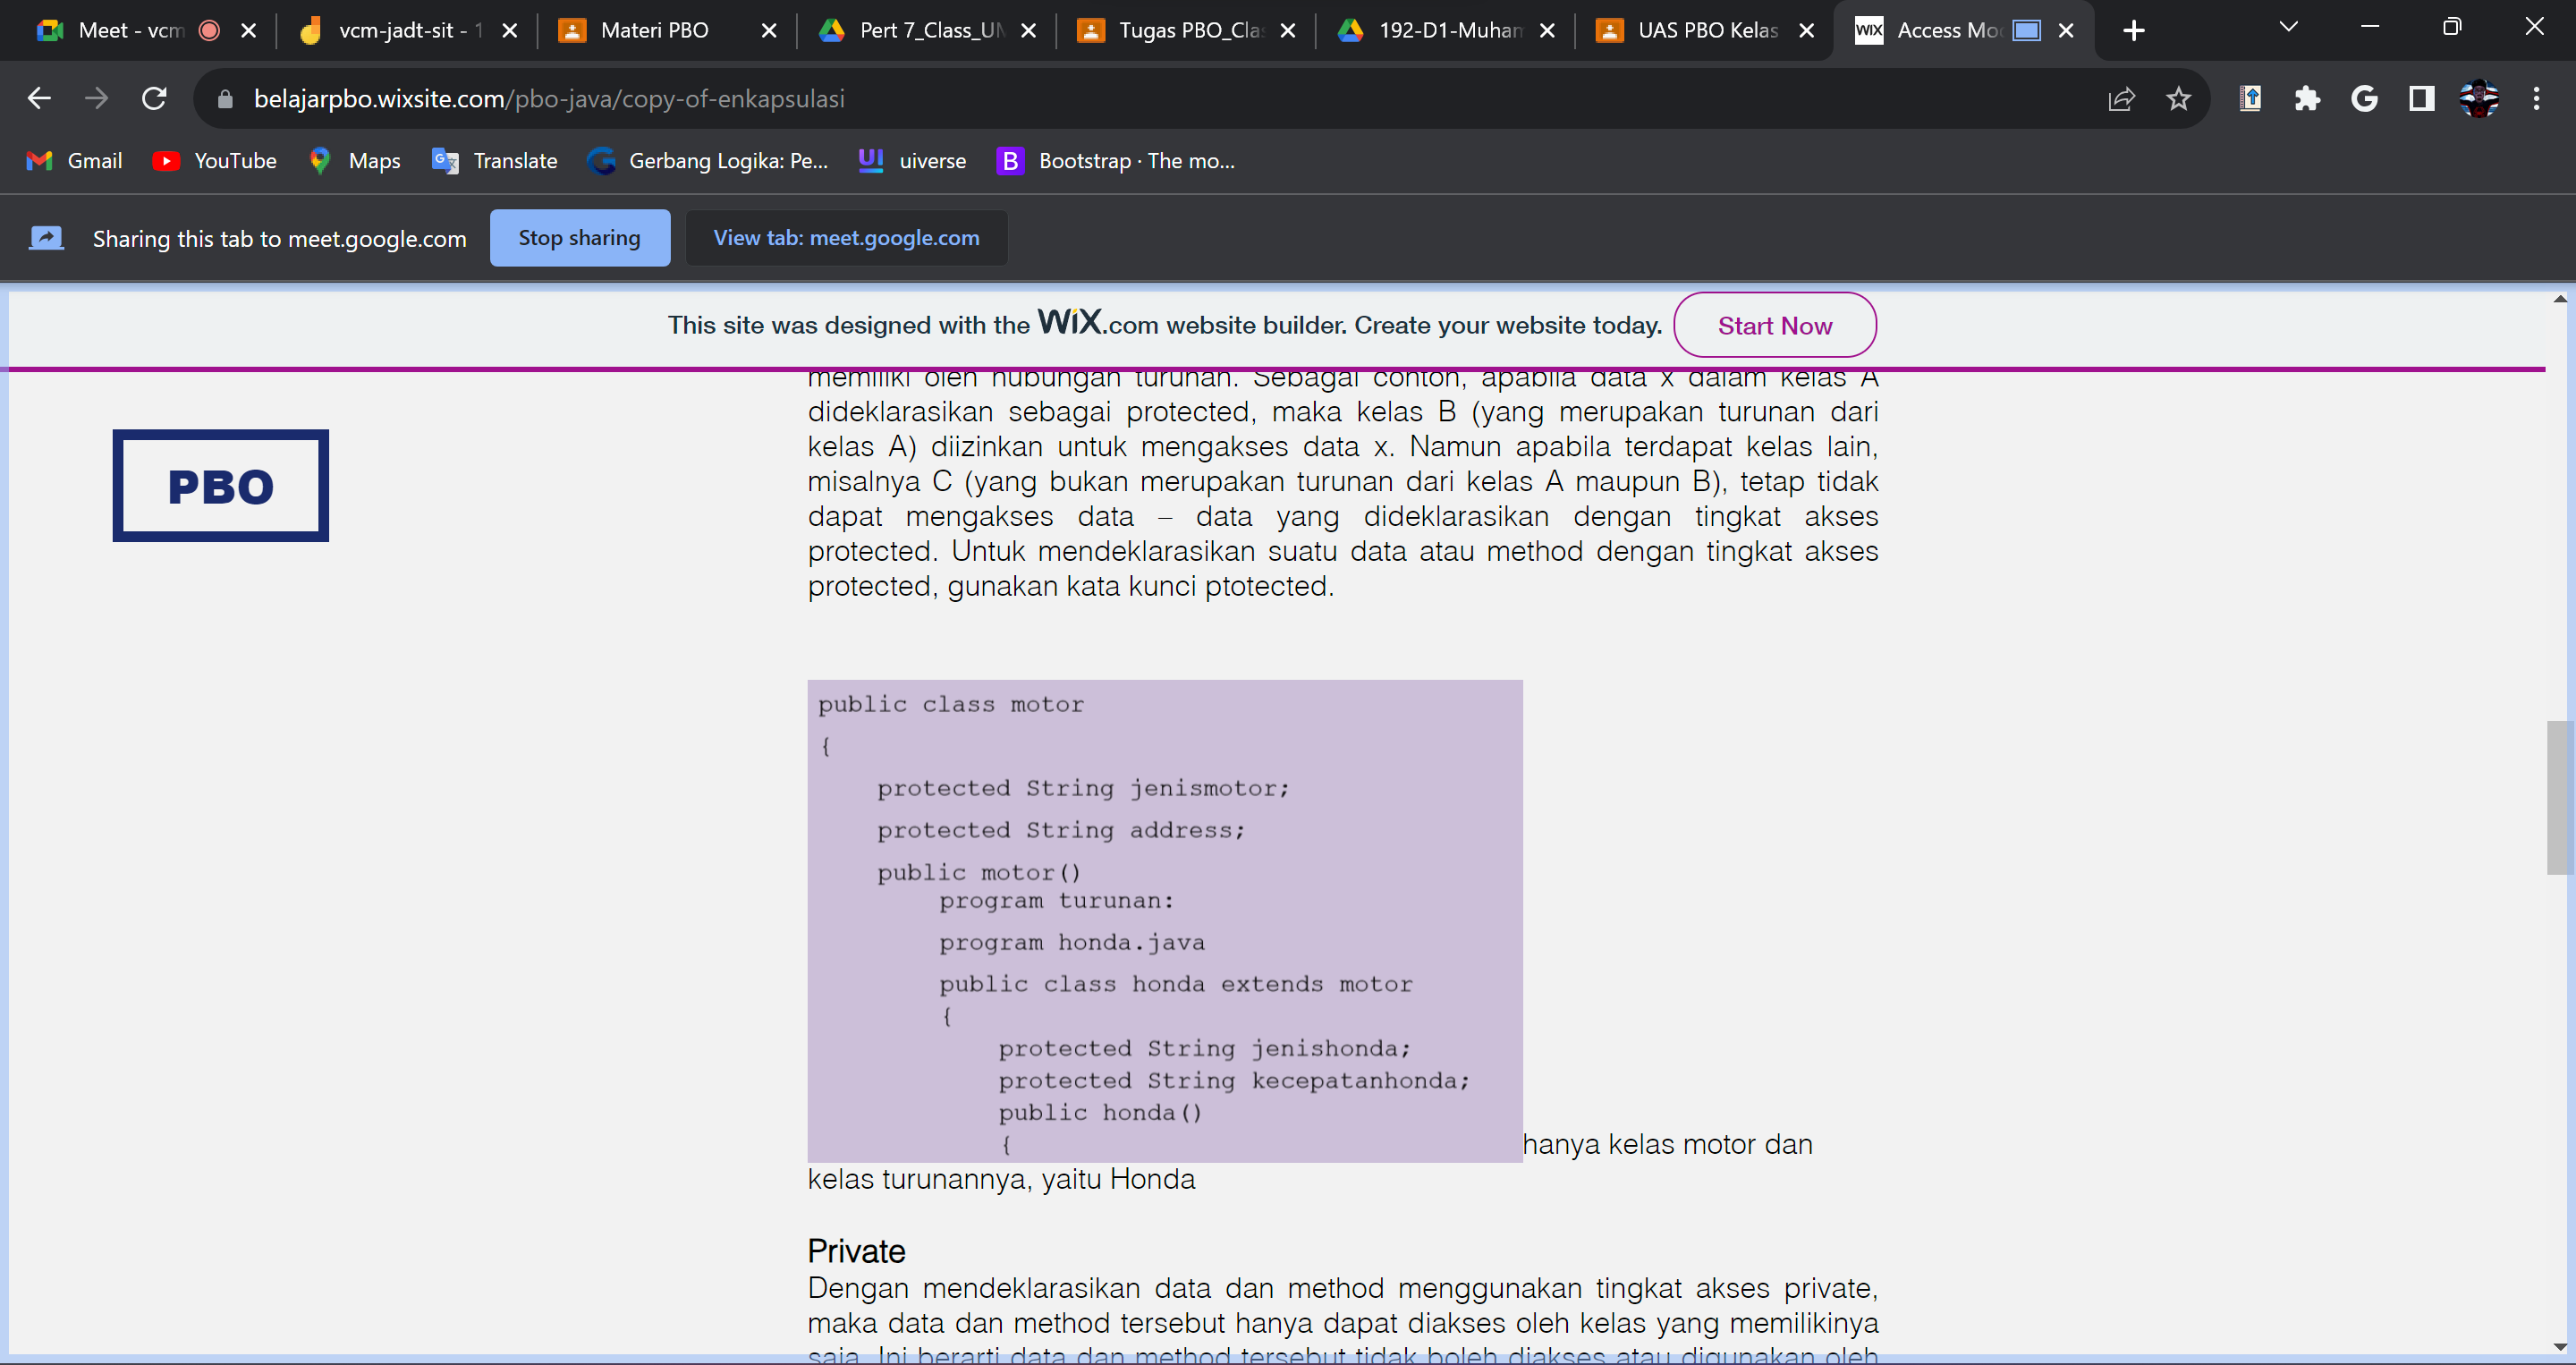 Meet - vcm
vcm-jadt-sit - 1
Materi PBO
Pert 7_Class_UM
Tugas PBO_Clas
192-D1-Muham
UAS PBO Kelas
WIX Access Mod
belajarpbo.wixsite.com/pbo-java/copy-of-enkapsulasi
Gmail
YouTube
Maps
Translate
Gerbang Logika: Pe...
uiverse
Bootstrap · The mo...
Sharing this tab to meet.google.com
Stop sharing
View tab: meet.google.com
This site was designed with the WiX.com website builder. Create your website today.
Start Now
PBO
memiliki oleh hubungan turunan. Sebagai contoh, apabila data x dalam kelas A
dideklarasikan sebagai protected, maka kelas B (yang merupakan turunan dari
kelas A) diizinkan untuk mengakses data x. Namun apabila terdapat kelas lain,
misalnya C (yang bukan merupakan turunan dari kelas A maupun B), tetap tidak
dapat mengakses data – data yang dideklarasikan dengan tingkat akses
protected. Untuk mendeklarasikan suatu data atau method dengan tingkat akses
protected, gunakan kata kunci ptotected.
public class motor
{
protected String jenismotor;
protected String address;
public motor()
program turunan:
program honda.java
public class honda extends motor
{
protected String jenishonda;
protected String kecepatanhonda;
public honda()
{
hanya kelas motor dan
kelas turunannya, yaitu Honda
Private
Dengan mendeklarasikan data dan method menggunakan tingkat akses private,
maka data dan method tersebut hanya dapat diakses oleh kelas yang memilikinya
saja. Ini berarti data dan method tersebut tidak boleh diakses atau digunakan oleh